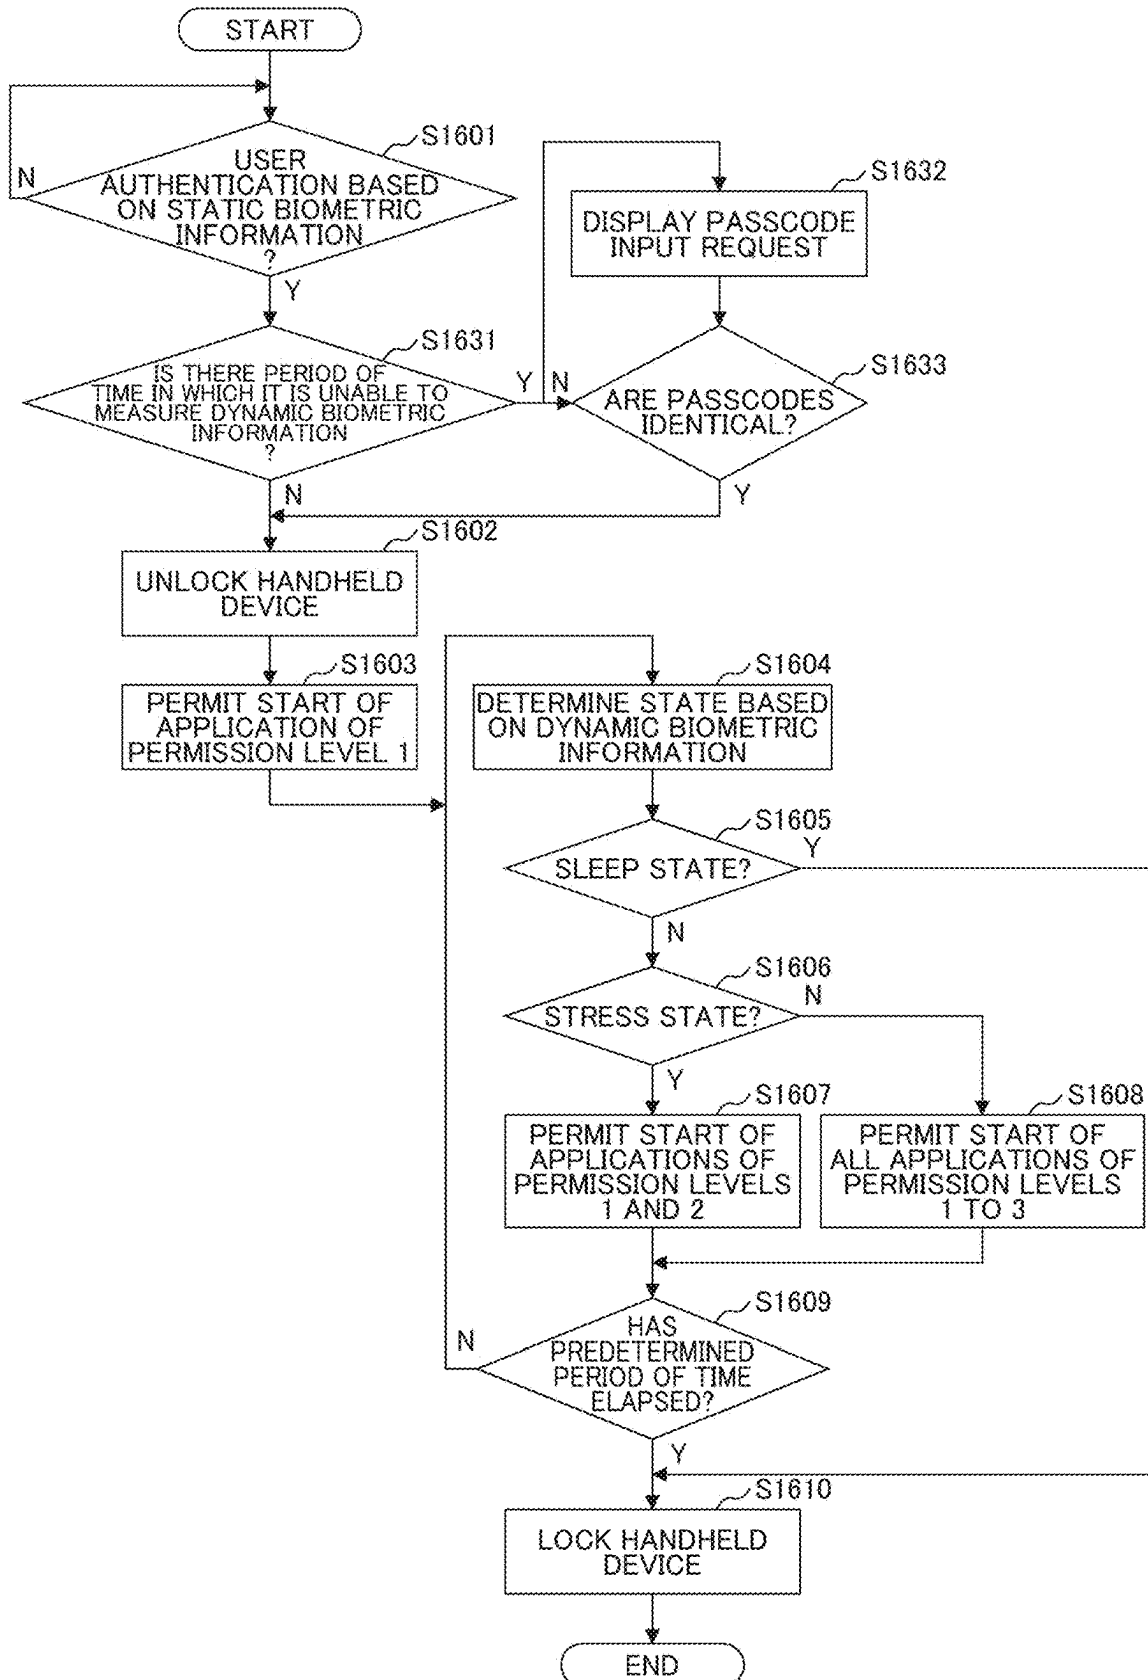 START
S1601
USER
AUTHENTICATION BASED
ON STATIC BIOMETRIC
INFORMATION
?
N
Y
S1632
DISPLAY PASSCODE
INPUT REQUEST
S1631
IS THERE PERIOD OF
TIME IN WHICH IT IS UNABLE TO
MEASURE DYNAMIC BIOMETRIC
INFORMATION
?
Y
N
N
S1633
ARE PASSCODES
IDENTICAL?
Y
S1602
UNLOCK HANDHELD
DEVICE
S1603
PERMIT START OF
APPLICATION OF
PERMISSION LEVEL 1
S1604
DETERMINE STATE BASED
ON DYNAMIC BIOMETRIC
INFORMATION
S1605
SLEEP STATE?
Y
N
S1606
STRESS STATE?
N
Y
S1607
PERMIT START OF
APPLICATIONS OF
PERMISSION LEVELS
1 AND 2
S1608
PERMIT START OF
ALL APPLICATIONS OF
PERMISSION LEVELS
1 TO 3
S1609
HAS
PREDETERMINED
PERIOD OF TIME
ELAPSED?
N
Y
S1610
LOCK HANDHELD
DEVICE
END